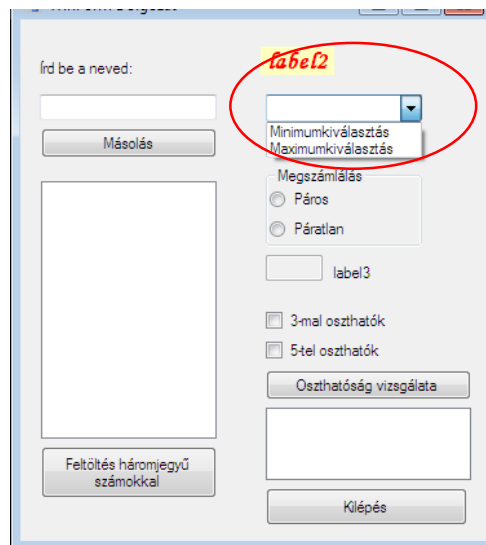 Írd be a neved:
label2
Másolás
Minimumkiválasztás
Maximumkiválasztás
Megszámlálás
Páros
Páratlan
label3
3-mal oszthatók
5-tel oszthatók
Oszthatóság vizsgálata
Feltöltés háromjegyű
számokkal
Kilépés